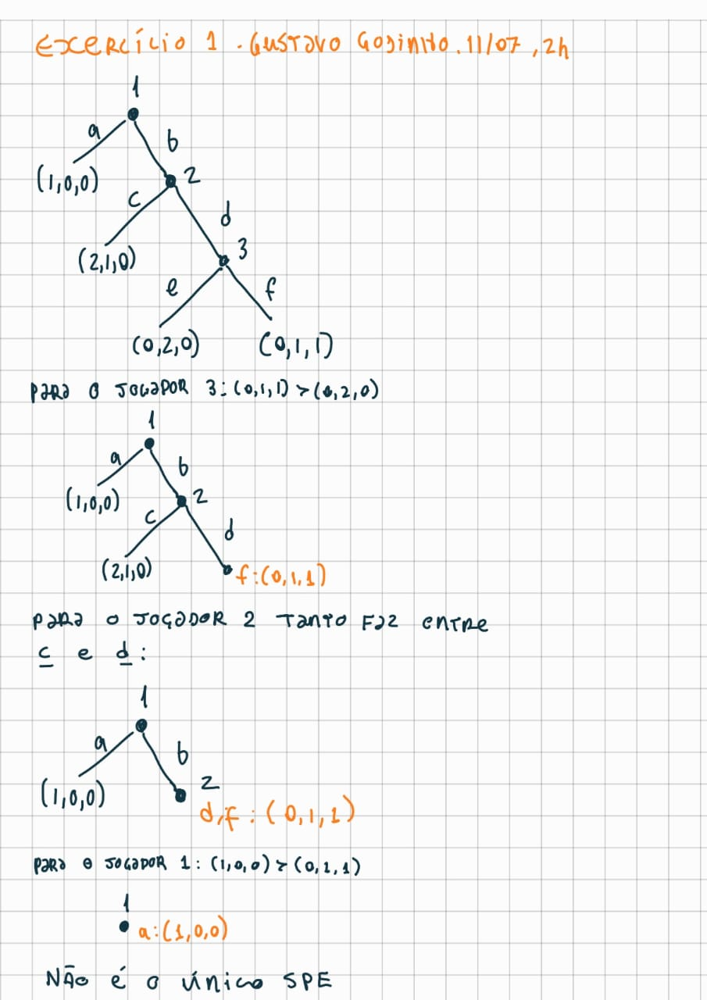 Exercício 1 - Gustavo Godinho. 11/07, 2h
1
a
b
(1,0,0)
2
c
d
(2,1,0)
3
e
f
(0,2,0)
(0,1,1)
Para o jogador 3: (0,1,1) > (0,2,0)
1
a
b
(1,0,0)
2
c
d
(2,1,0)
f:(0,1,1)
Para o jogador 2 tanto faz entre
c e d:
1
a
b
2
(1,0,0)
d,f : (0,1,1)
Para o jogador 1: (1,0,0) > (0,1,1)
1
a:(1,0,0)
Não é o único SPE